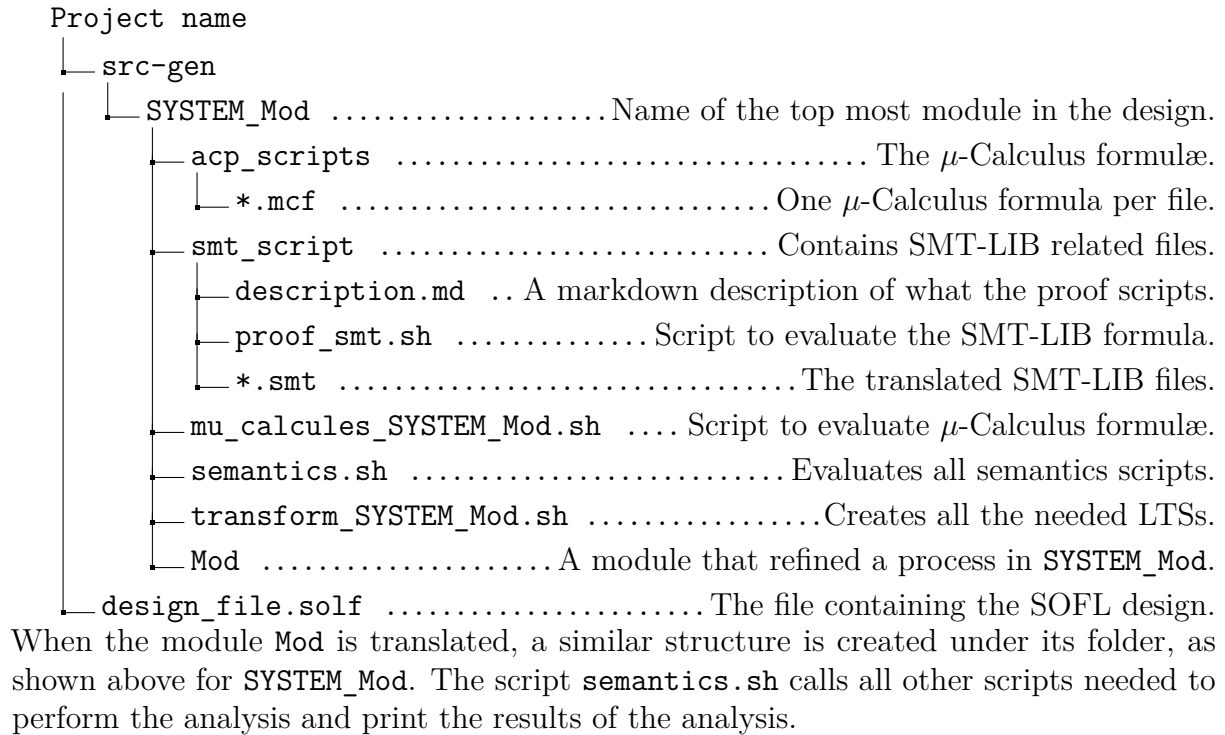 Project name
src-gen
SYSTEM_Mod ..................... Name of the top most module in the design.
acp_scripts .................................... The μ-Calculus formulæ.
*.mcf ................................. One μ-Calculus formula per file.
smt_script .............................. Contains SMT-LIB related files.
description.md .. A markdown description of what the proof scripts.
proof_smt.sh ............... Script to evaluate the SMT-LIB formula.
*.smt ................................... The translated SMT-LIB files.
mu_calcules_SYSTEM_Mod.sh .... Script to evaluate μ-Calculus formulæ.
semantics.sh ............................. Evaluates all semantics scripts.
transform_SYSTEM_Mod.sh ................. Creates all the needed LTSs.
Mod ...................... A module that refined a process in SYSTEM_Mod.
design_file.solf ........................ The file containing the SOFL design.
When the module Mod is translated, a similar structure is created under its folder, as
shown above for SYSTEM_Mod. The script semantics.sh calls all other scripts needed to
perform the analysis and print the results of the analysis.